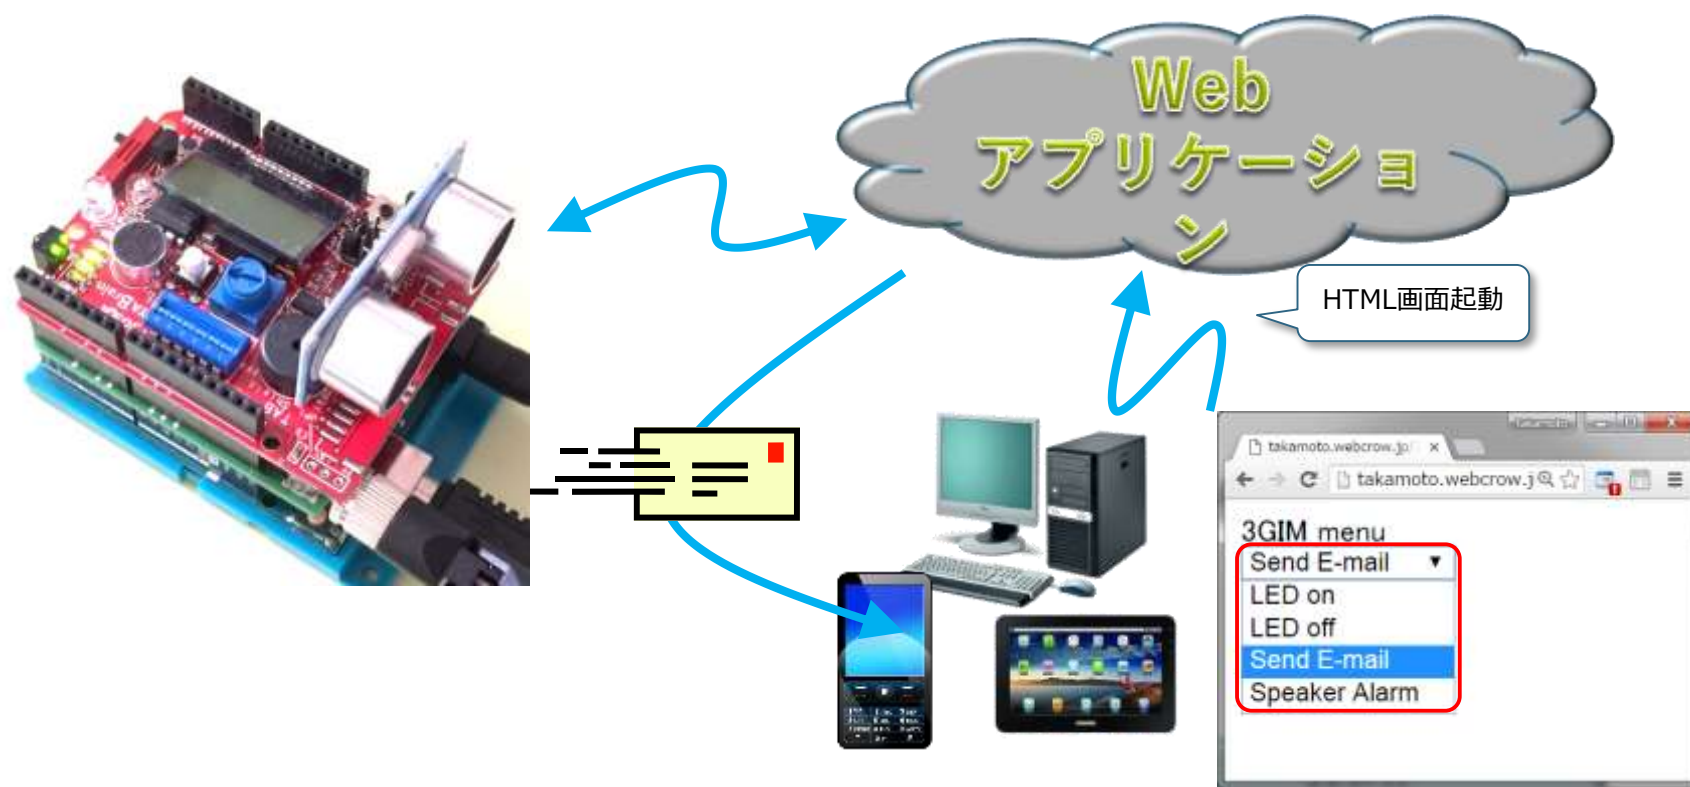 Web
アプリケーショ
ン
HTML画面起動
takamoto.webcrow.jp/
takamoto.webcrow.j
3GIM menu
Send E-mail
LED on
LED off
Send E-mail
Speaker Alarm